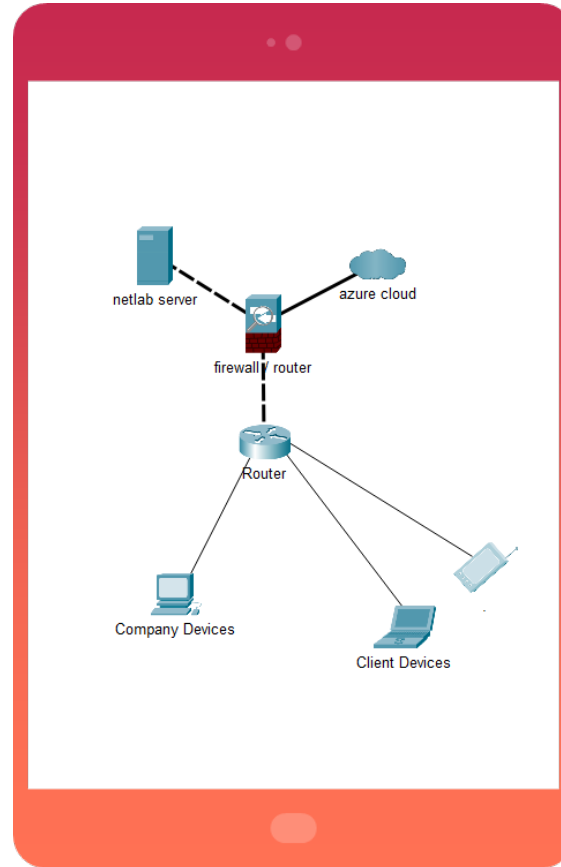 netlab server
azure cloud
firewall / router
Router
Company Devices
Client Devices